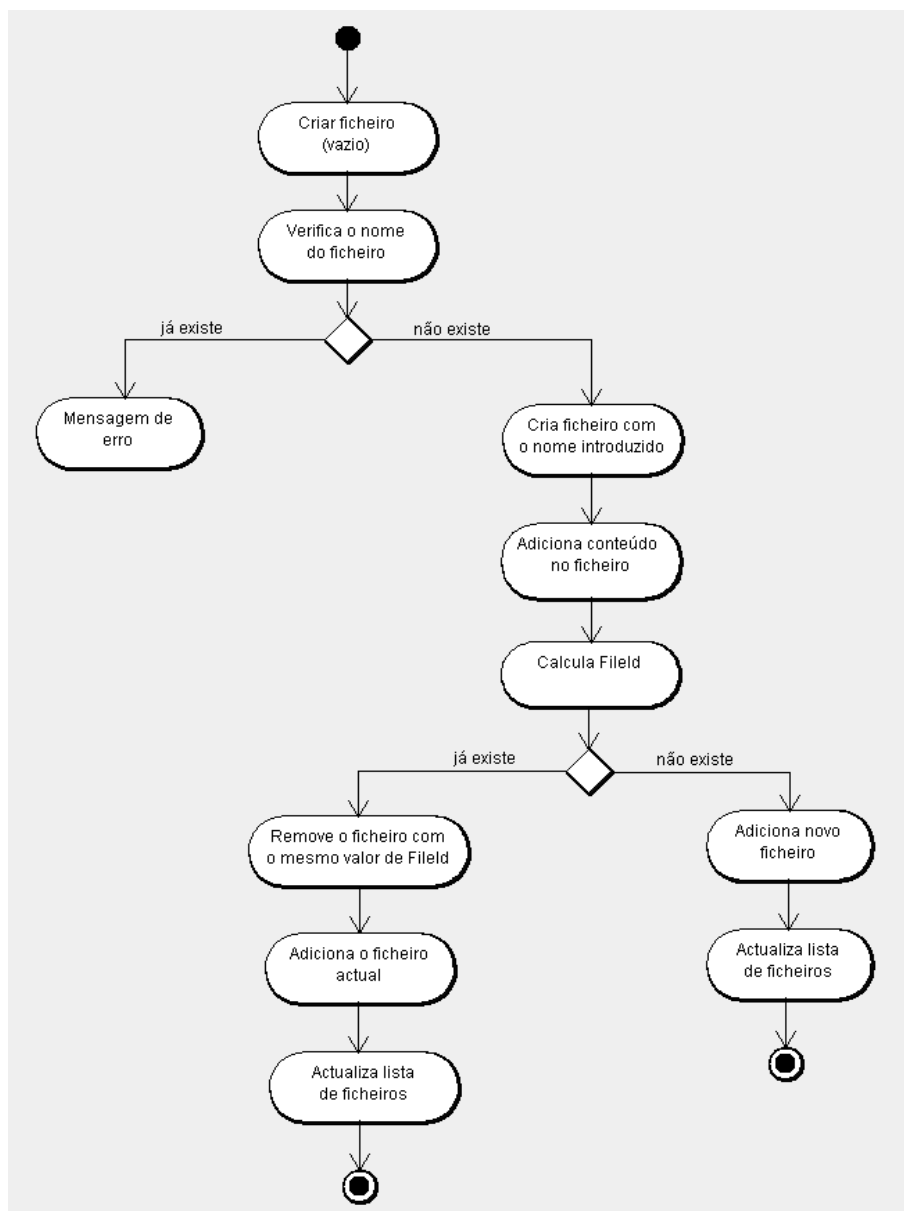 Criar ficheiro
(vazio)
Verifica o nome
do ficheiro
já existe
não existe
Mensagem de
erro
Cria ficheiro com
o nome introduzido
Adiciona conteúdo
no ficheiro
Calcula FileId
já existe
não existe
Remove o ficheiro com
o mesmo valor de FileId
Adiciona novo
ficheiro
Adiciona o ficheiro
actual
Actualiza lista
de ficheiros
Actualiza lista
de ficheiros